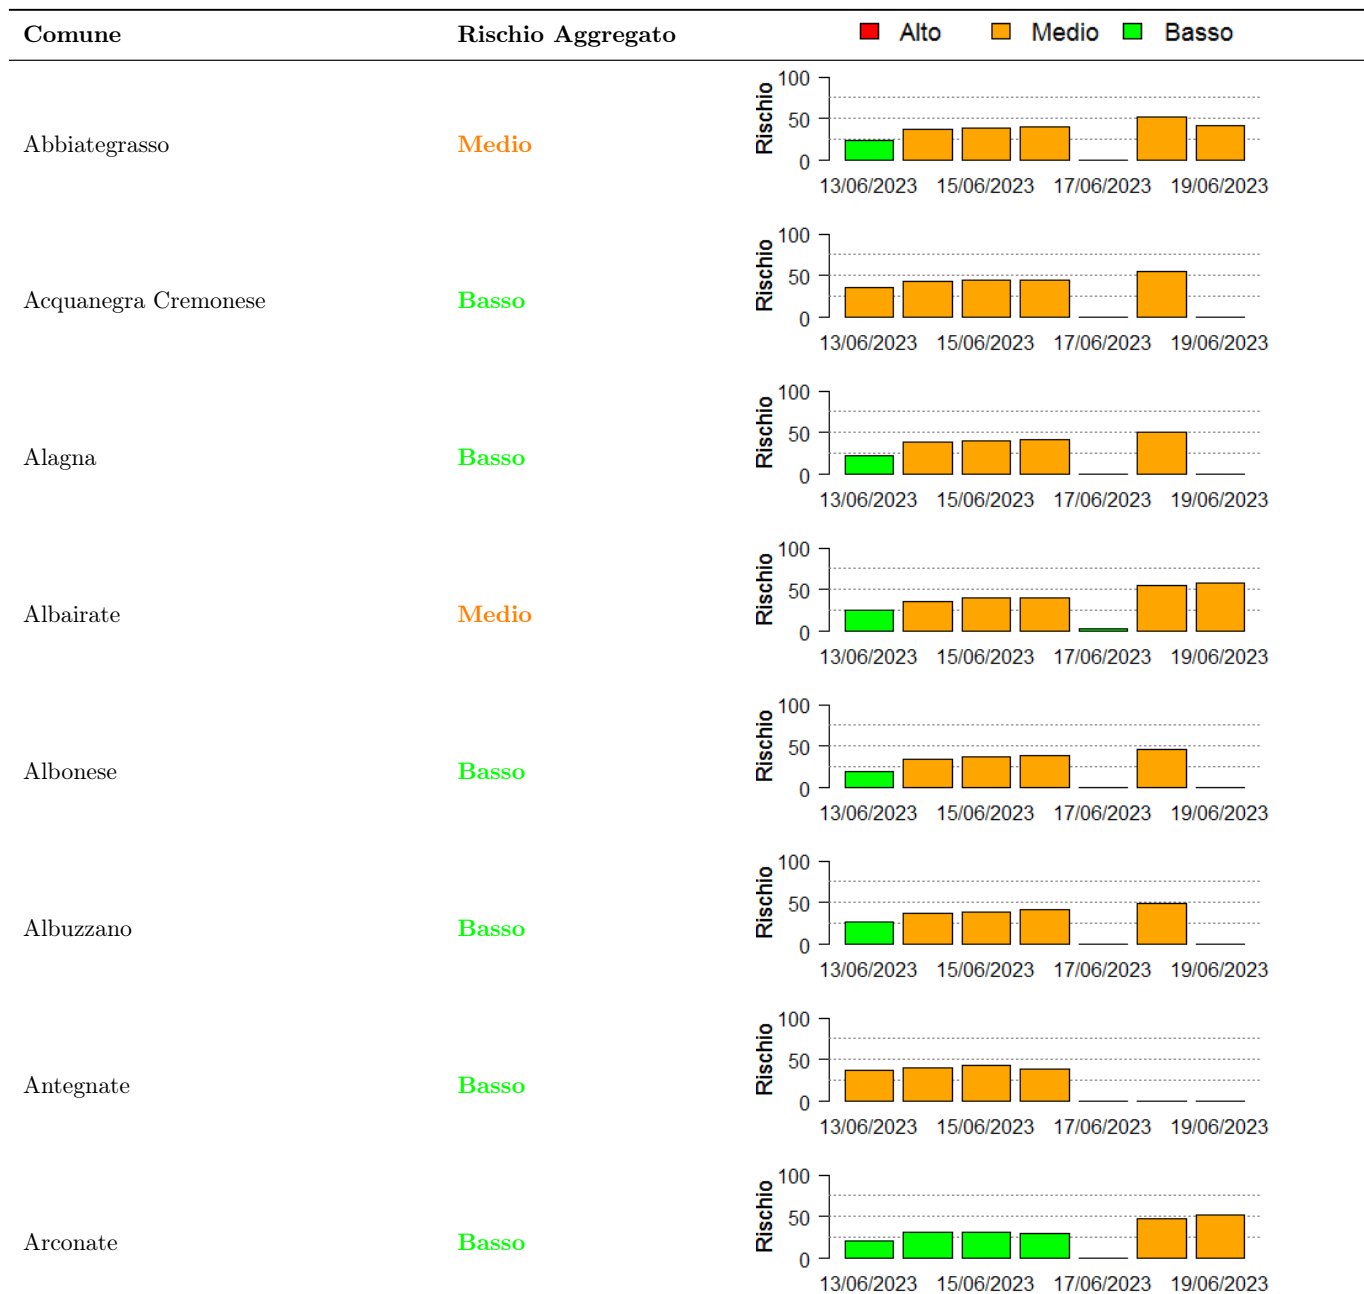 Comune Rischio Aggregato Alto Medio Basso
100
50
0
Rischio
Abbiategrasso Medio
13/06/2023 15/06/2023 17/06/2023 19/06/2023
100
50
0
Rischio
Acquanegra Cremonese Basso
13/06/2023 15/06/2023 17/06/2023 19/06/2023
100
50
0
Rischio
Alagna Basso
13/06/2023 15/06/2023 17/06/2023 19/06/2023
100
50
0
Rischio
Albairate Medio
13/06/2023 15/06/2023 17/06/2023 19/06/2023
100
50
0
Rischio
Albonese Basso
13/06/2023 15/06/2023 17/06/2023 19/06/2023
100
50
0
Rischio
Albuzzano Basso
13/06/2023 15/06/2023 17/06/2023 19/06/2023
100
50
0
Rischio
Antegnate Basso
13/06/2023 15/06/2023 17/06/2023 19/06/2023
100
50
0
Rischio
Arconate Basso
13/06/2023 15/06/2023 17/06/2023 19/06/2023